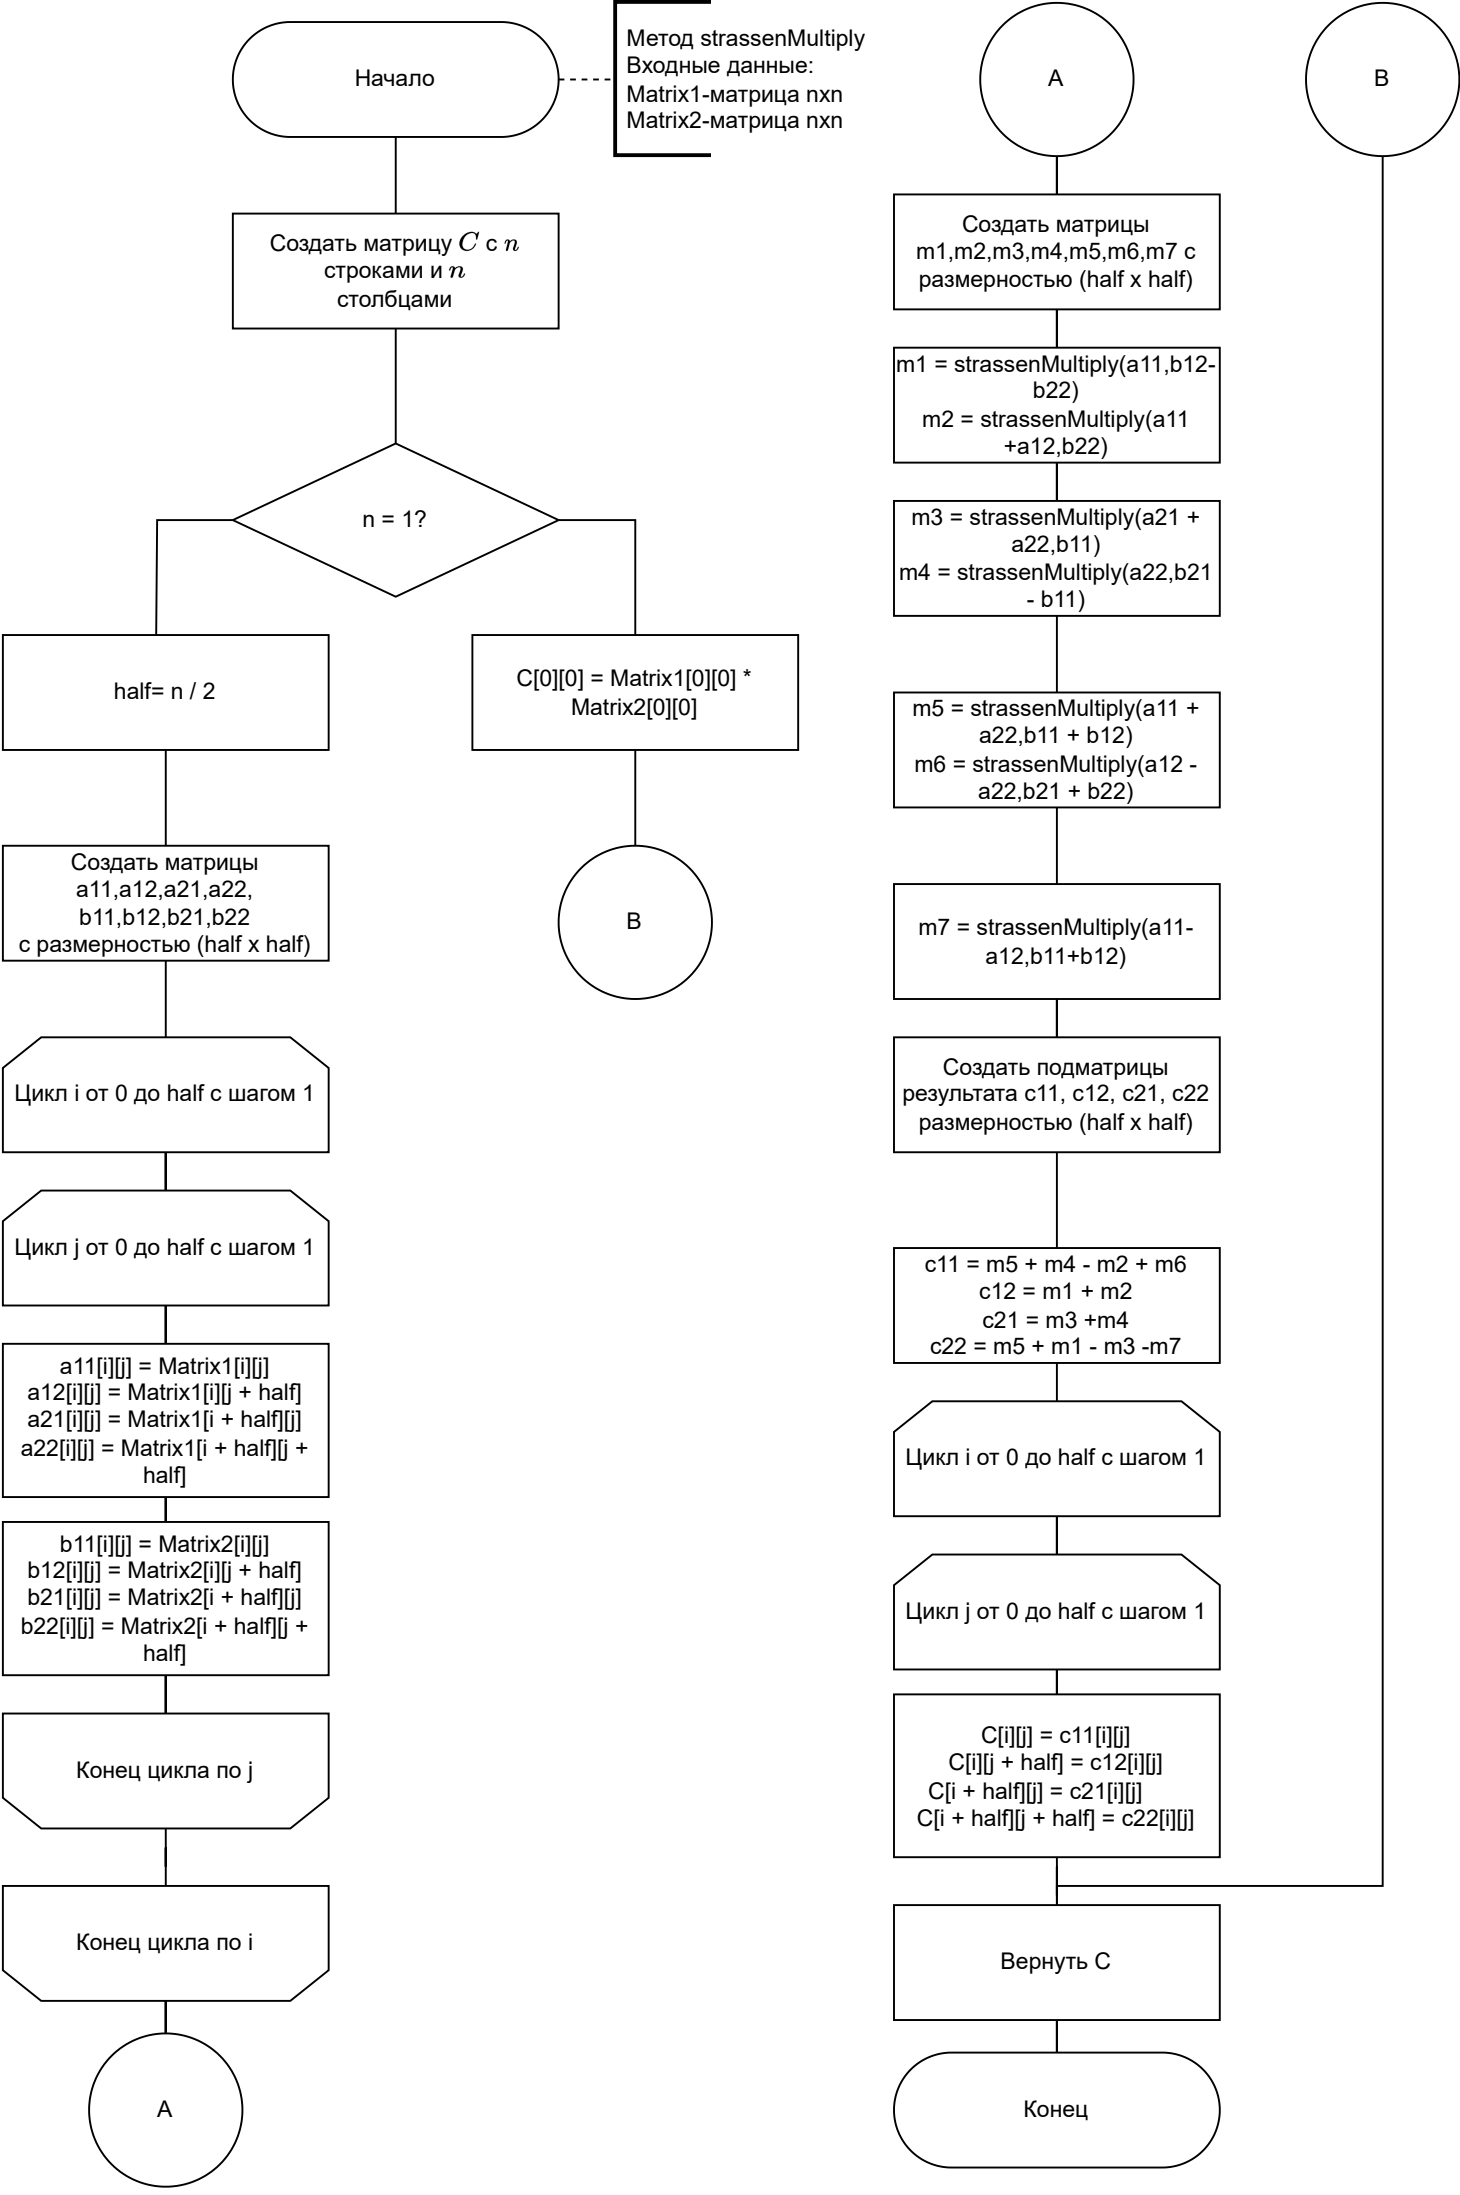 Начало
Метод strassenMultiply
Входные данные:
Matrix1-матрица nxn
Matrix2-матрица nxn
Создать матрицу C с n
строками и n
столбцами
n = 1?
half= n / 2
C[0][0] = Matrix1[0][0] *
Matrix2[0][0]
Создать матрицы
a11,a12,a21,a22,
b11,b12,b21,b22
с размерностью (half x half)
B
Цикл i от 0 до half с шагом 1
Цикл j от 0 до half с шагом 1
a11[i][j] = Matrix1[i][j]
a12[i][j] = Matrix1[i][j + half]
a21[i][j] = Matrix1[i + half][j]
a22[i][j] = Matrix1[i + half][j +
half]
b11[i][j] = Matrix2[i][j]
b12[i][j] = Matrix2[i][j + half]
b21[i][j] = Matrix2[i + half][j]
b22[i][j] = Matrix2[i + half][j +
half]
Конец цикла по j
Конец цикла по i
A
A
B
Создать матрицы
m1,m2,m3,m4,m5,m6,m7 с
размерностью (half x half)
m1 = strassenMultiply(a11,b12-
b22)
m2 = strassenMultiply(a11
+a12,b22)
m3 = strassenMultiply(a21 +
a22,b11)
m4 = strassenMultiply(a22,b21
- b11)
m5 = strassenMultiply(a11 +
a22,b11 + b12)
m6 = strassenMultiply(a12 -
a22,b21 + b22)
m7 = strassenMultiply(a11-
a12,b11+b12)
Создать подматрицы
результата c11, c12, c21, c22
размерностью (half x half)
c11 = m5 + m4 - m2 + m6
c12 = m1 + m2
c21 = m3 +m4
c22 = m5 + m1 - m3 -m7
Цикл i от 0 до half с шагом 1
Цикл j от 0 до half с шагом 1
C[i][j] = c11[i][j]
C[i][j + half] = c12[i][j]
C[i + half][j] = c21[i][j]
C[i + half][j + half] = c22[i][j]
Вернуть C
Конец